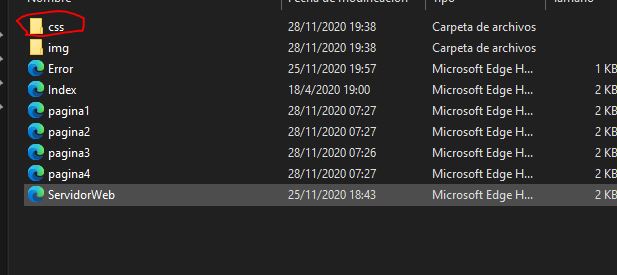 Fecha de modificación Tipo Tamaño
css 28/11/2020 19:38 Carpeta de archivos
img 28/11/2020 19:38 Carpeta de archivos
Error 25/11/2020 19:57 Microsoft Edge H... 1 KB
Index 18/4/2020 19:00 Microsoft Edge H... 2 KB
pagina1 28/11/2020 07:27 Microsoft Edge H... 2 KB
pagina2 28/11/2020 07:27 Microsoft Edge H... 2 KB
pagina3 28/11/2020 07:26 Microsoft Edge H... 2 KB
pagina4 28/11/2020 07:27 Microsoft Edge H... 2 KB
ServidorWeb 25/11/2020 18:43 Microsoft Edge H... 2 KB